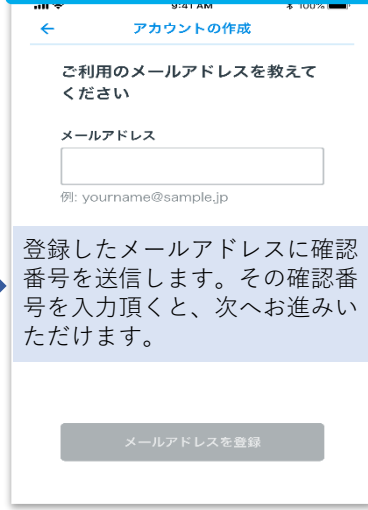 9:41 AM
100%
アカウントの作成
ご利用のメールアドレスを教えて
ください
メールアドレス
例: yourname@sample.jp
登録したメールアドレスに確認
番号を送信します。その確認番
号を入力頂くと、次へお進みい
ただけます。
メールアドレスを登録